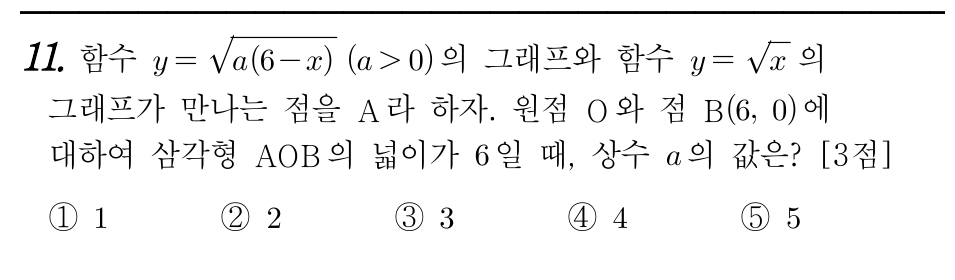 11. 함수 y=√a(6-x) (a>0)의 그래프와 함수 y=√x 의
그래프가 만나는 점을 A라 하자. 원점 O와 점 B(6, 0)에
대하여 삼각형 AOB의 넓이가 6일 때, 상수 a의 값은? [3점]
① 1 ② 2 ③ 3 ④ 4 ⑤ 5